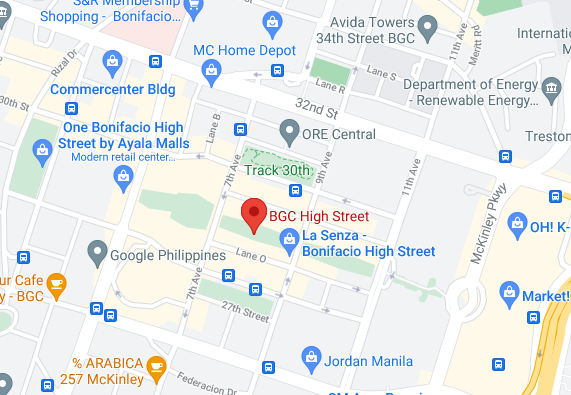 S&R Membership
Shopping - Bonifacio...
Avida Towers
34th Street BGC
Internation
M
11th Ave
Merritt Rd
MC Home Depot
Rizal Dr
Lane S
Commercenter Bldg
Lane R
Department of Energy
- Renewable Energy...
30th St
32nd St
Lane B
One Bonifacio High
Street by Ayala Malls
Modern retail center...
ORE Central
Treston
Track 30th
7th Ave
9th Ave
11th Ave
McKinley Pkwy
BGC High Street
OH! K-
La Senza -
Bonifacio High Street
Google Philippines
Lane O
ur Cafe
y - BGC
7th Ave
27th Street
Market!
% ARABICA
257 McKinley
Jordan Manila
Federacion Dr